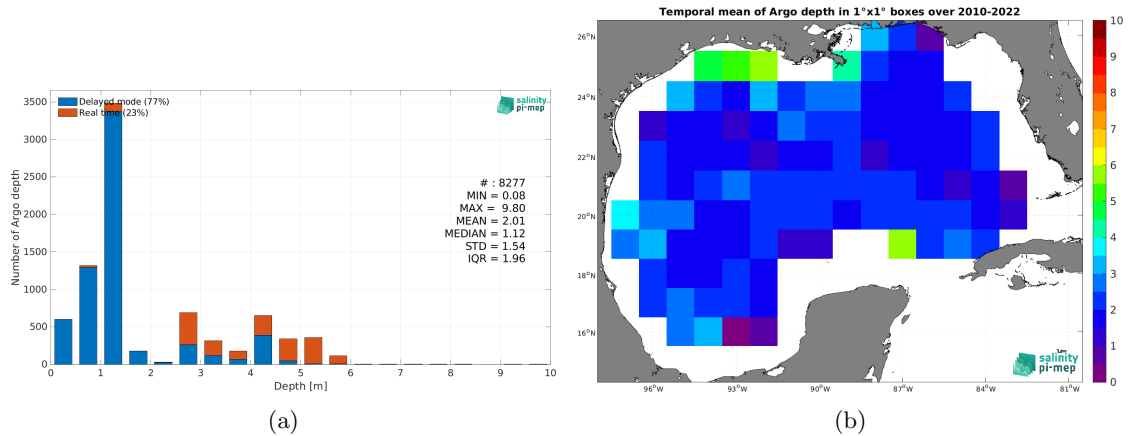 Delayed mode (77%)
Real time (23%)
salinity
pi-mep
# : 8277
MIN = 0.08
MAX = 9.80
MEAN = 2.01
MEDIAN = 1.12
STD = 1.54
IQR = 1.96
Number of Argo depth
3500
3000
2500
2000
1500
1000
500
0
0 1 2 3 4 5 6 7 8 9 10
Depth [m]
(a)
Temporal mean of Argo depth in 1°x1° boxes over 2010-2022
26°N
24°N
22°N
20°N
18°N
16°N
96°W 93°W 90°W 87°W 84°W 81°W
10
9
8
7
6
5
4
3
2
1
0
salinity
pi-mep
(b)